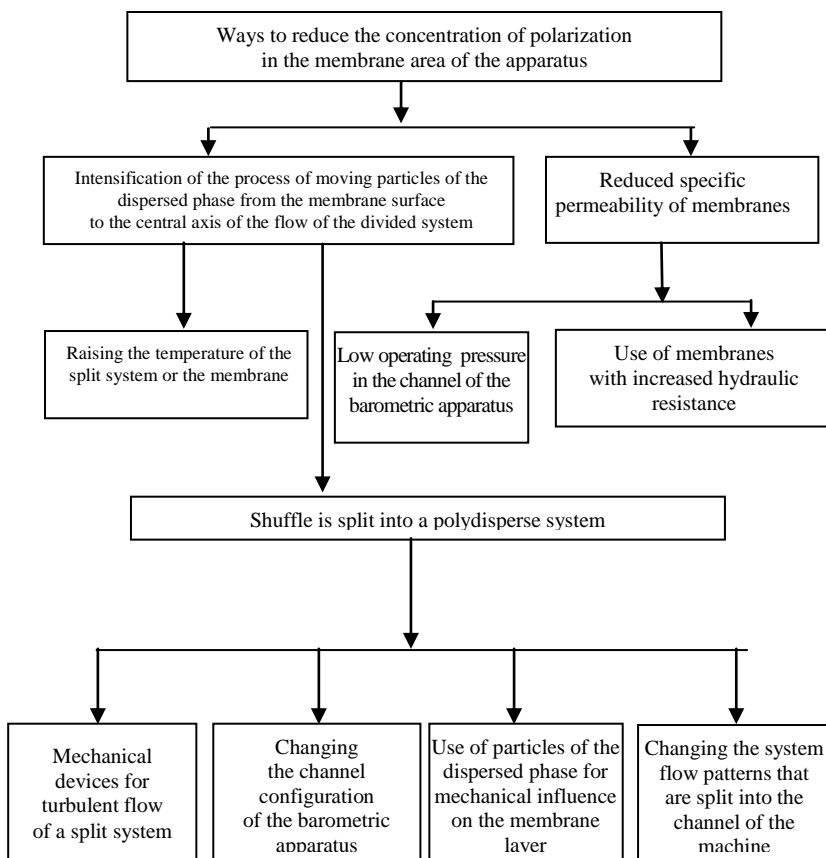 Ways to reduce the concentration of polarization
in the membrane area of the apparatus
Intensification of the process of moving particles of the
dispersed phase from the membrane surface
to the central axis of the flow of the divided system
Reduced specific
permeability of membranes
Raising the temperature of the
split system or the membrane
Low operating pressure
in the channel of the
barometric apparatus
Use of membranes
with increased hydraulic
resistance
Shuffle is split into a polydisperse system
Mechanical
devices for
turbulent flow
of a split system
Changing
the channel
configuration
of the barometric
apparatus
Use of particles of the
dispersed phase for
mechanical influence
on the membrane
layer
Changing the system
flow patterns that
are split into the
channel of the
machine